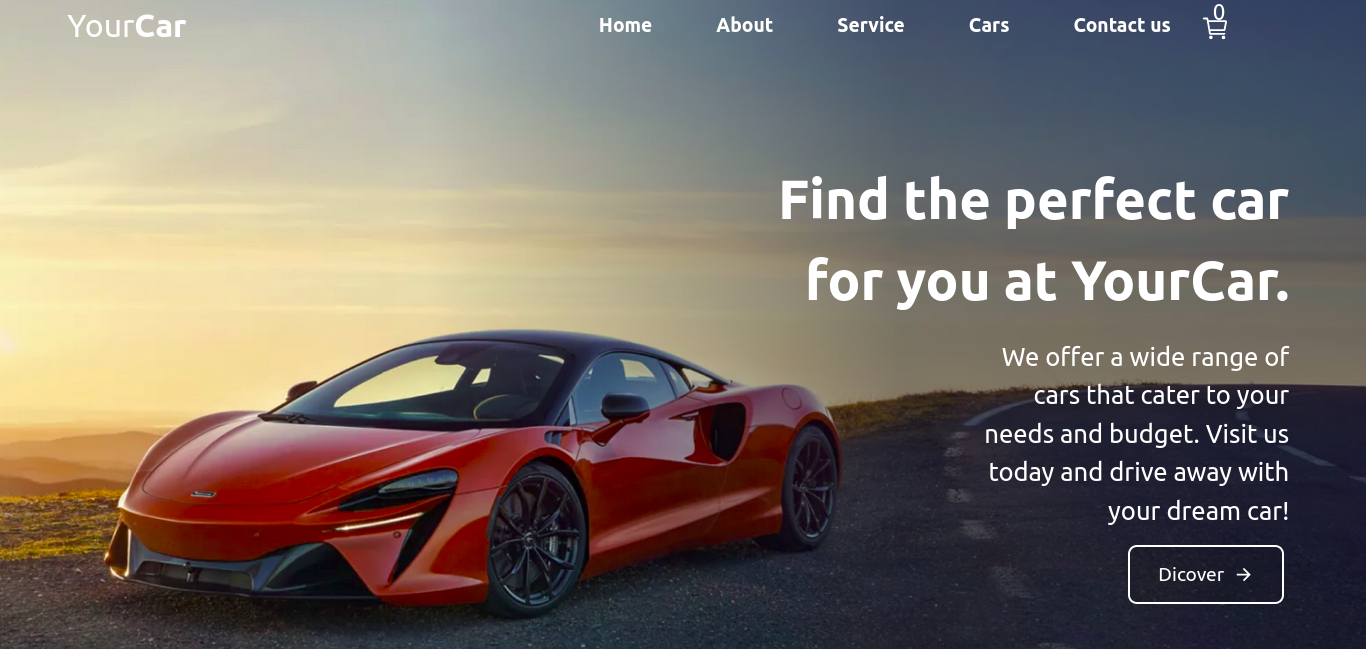 YourCar
Home About Service Cars Contact us 0
Find the perfect car
for you at YourCar.
We offer a wide range of
cars that cater to your
needs and budget. Visit us
today and drive away with
your dream car!
Dicover →